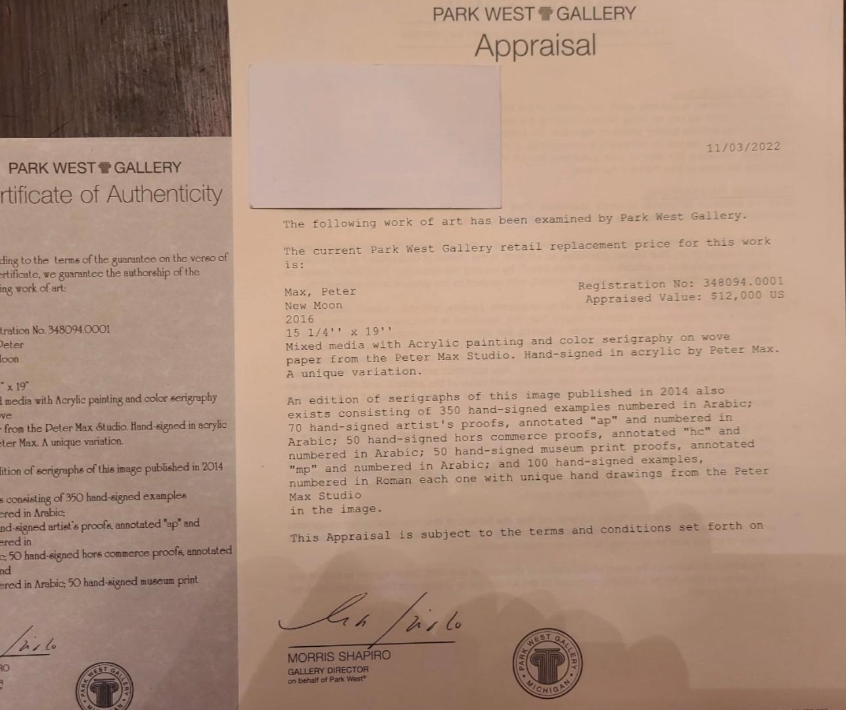 PARK WEST GALLERY
Appraisal
11/03/2022
The following work of art has been examined by Park West Gallery.
The current Park West Gallery retail replacement price for this work
is:
Max, Peter
Registration No: 348094.0001
New Moon
Appraised Value: $12,000 US
2016
15 1/4'' x 19''
Mixed media with Acrylic painting and color serigraphy on wove
paper from the Peter Max Studio. Hand-signed in acrylic by Peter Max.
A unique variation.
An edition of serigraphs of this image published in 2014 also
exists consisting of 350 hand-signed examples numbered in Arabic;
70 hand-signed artist's proofs, annotated "ap" and numbered in
Arabic; 50 hand-signed hors commerce proofs, annotated "hc" and
numbered in Arabic; 50 hand-signed museum print proofs, annotated
"mp" and numbered in Arabic; and 100 hand-signed examples,
numbered in Roman each one with unique hand drawings from the Peter
Max Studio
in the image.
This Appraisal is subject to the terms and conditions set forth on
MORRIS SHAPIRO
GALLERY DIRECTOR
on behalf of Park West®
PARK WEST GALLERY
MICHIGAN
PARK WEST GALLERY
rtificate of Authenticity
ding to the terms of the guarantee on the verso of
ertificate, we guarantee the authorship of the
ing work of art:
tration No. 348094.0001
Peter
Moon
" x 19"
d media with Acrylic painting and color serigraphy
ve
from the Peter Max Studio. Hand-signed in acrylic
ter Max. A unique variation.
dition of serigraphs of this image published in 2014
s consisting of 350 hand-signed examples
ered in Arabic;
nd-signed artist's proofs, annotated "ap" and
ered in
c; 50 hand-signed hors commerce proofs, annotated
nd
ered in Arabic; 50 hand-signed museum print
RO
PARK WEST GALLERY